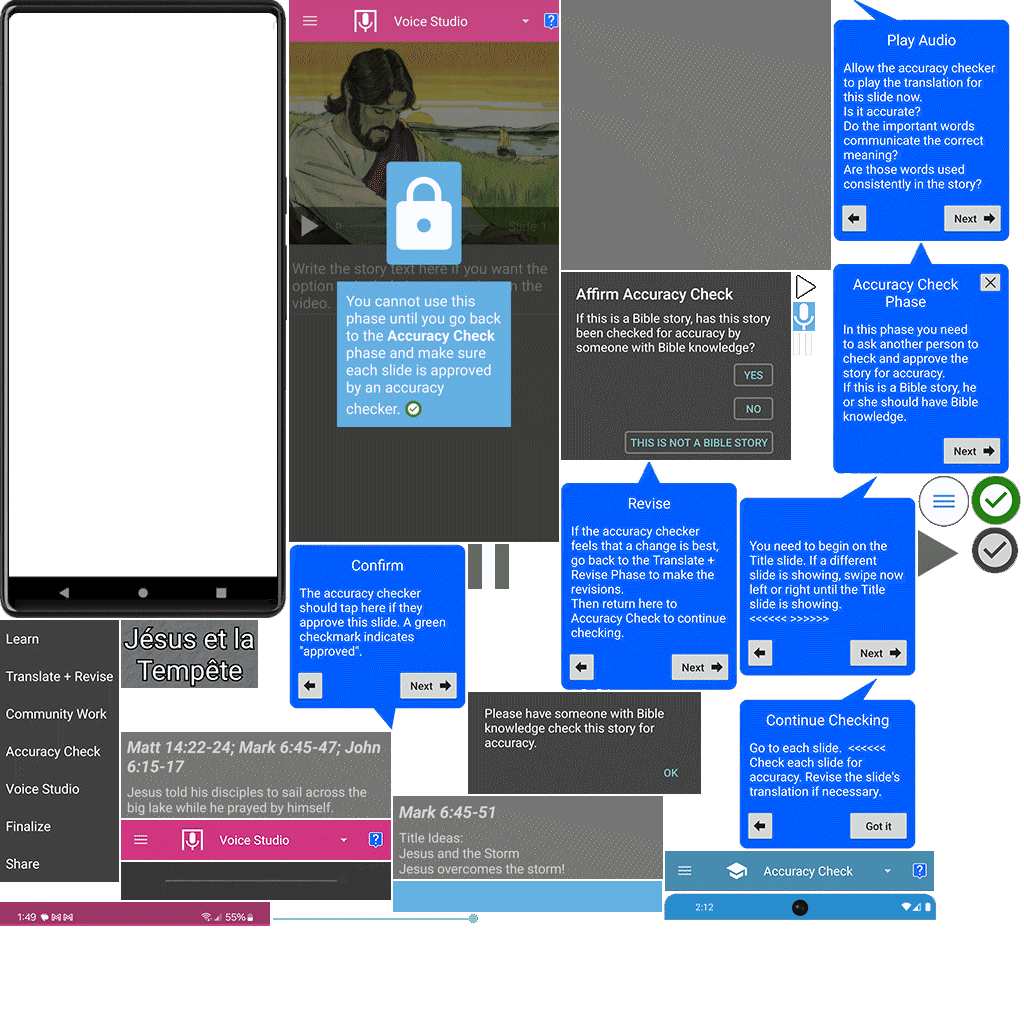 Voice Studio
Slide 1
Write the story text here if you want the
option
video.
You cannot use this
phase until you go back
to the Accuracy Check
phase and make sure
each slide is approved
by an accuracy
checker.
Play Audio
Allow the accuracy checker
to play the translation for
this slide now.
Is it accurate?
Do the important words
communicate the correct
meaning?
Are those words used
consistently in the story?
Next
Affirm Accuracy Check
If this is a Bible story, has this story
been checked for accuracy by
someone with Bible knowledge?
YES
NO
THIS IS NOT A BIBLE STORY
Accuracy Check
Phase
In this phase you need
to ask another person to
check and approve the
story for accuracy.
If this is a Bible story, he
or she should have Bible
knowledge.
Next
Confirm
The accuracy checker
should tap here if they
approve this slide. A green
checkmark indicates
"approved".
Next
Revise
If the accuracy checker
feels that a change is best,
go back to the Translate +
Revise Phase to make the
revisions.
Then return here to
Accuracy Check to continue
checking.
Next
You need to begin on the
Title slide. If a different
slide is showing, swipe now
left or right until the Title
slide is showing.
<<<<<< >>>>>>
Next
Learn
Translate + Revise
Community Work
Accuracy Check
Voice Studio
Finalize
Share
Jésus et la
Tempête
Matt 14:22-24; Mark 6:45-47; John
6:15-17
Jesus told his disciples to sail across the
big lake while he prayed by himself.
Voice Studio
Please have someone with Bible
knowledge check this story for
accuracy.
OK
Mark 6:45-51
Title Ideas:
Jesus and the Storm
Jesus overcomes the storm!
Continue Checking
Go to each slide. <<<<<<
Check each slide for
accuracy. Revise the slide's
translation if necessary.
Got it
Accuracy Check
1:49
55%
2:12